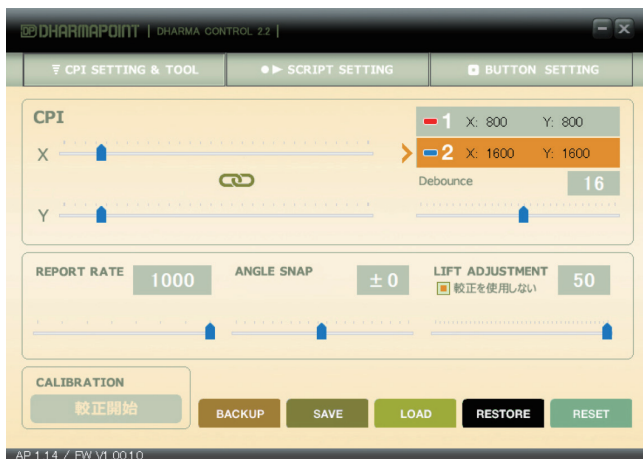 DHARMAPOINT | DHARMA CONTROL 2.2 |
CPI SETTING & TOOL
SCRIPT SETTING
BUTTON SETTING
CPI
X
Y
1 X: 800 Y: 800
2 X: 1600 Y: 1600
Debounce 16
REPORT RATE 1000
ANGLE SNAP ±0
LIFT ADJUSTMENT 50
較正を使用しない
CALIBRATION
較正開始
BACKUP
SAVE
LOAD
RESTORE
RESET
AP 1.14 / FW V1.0010